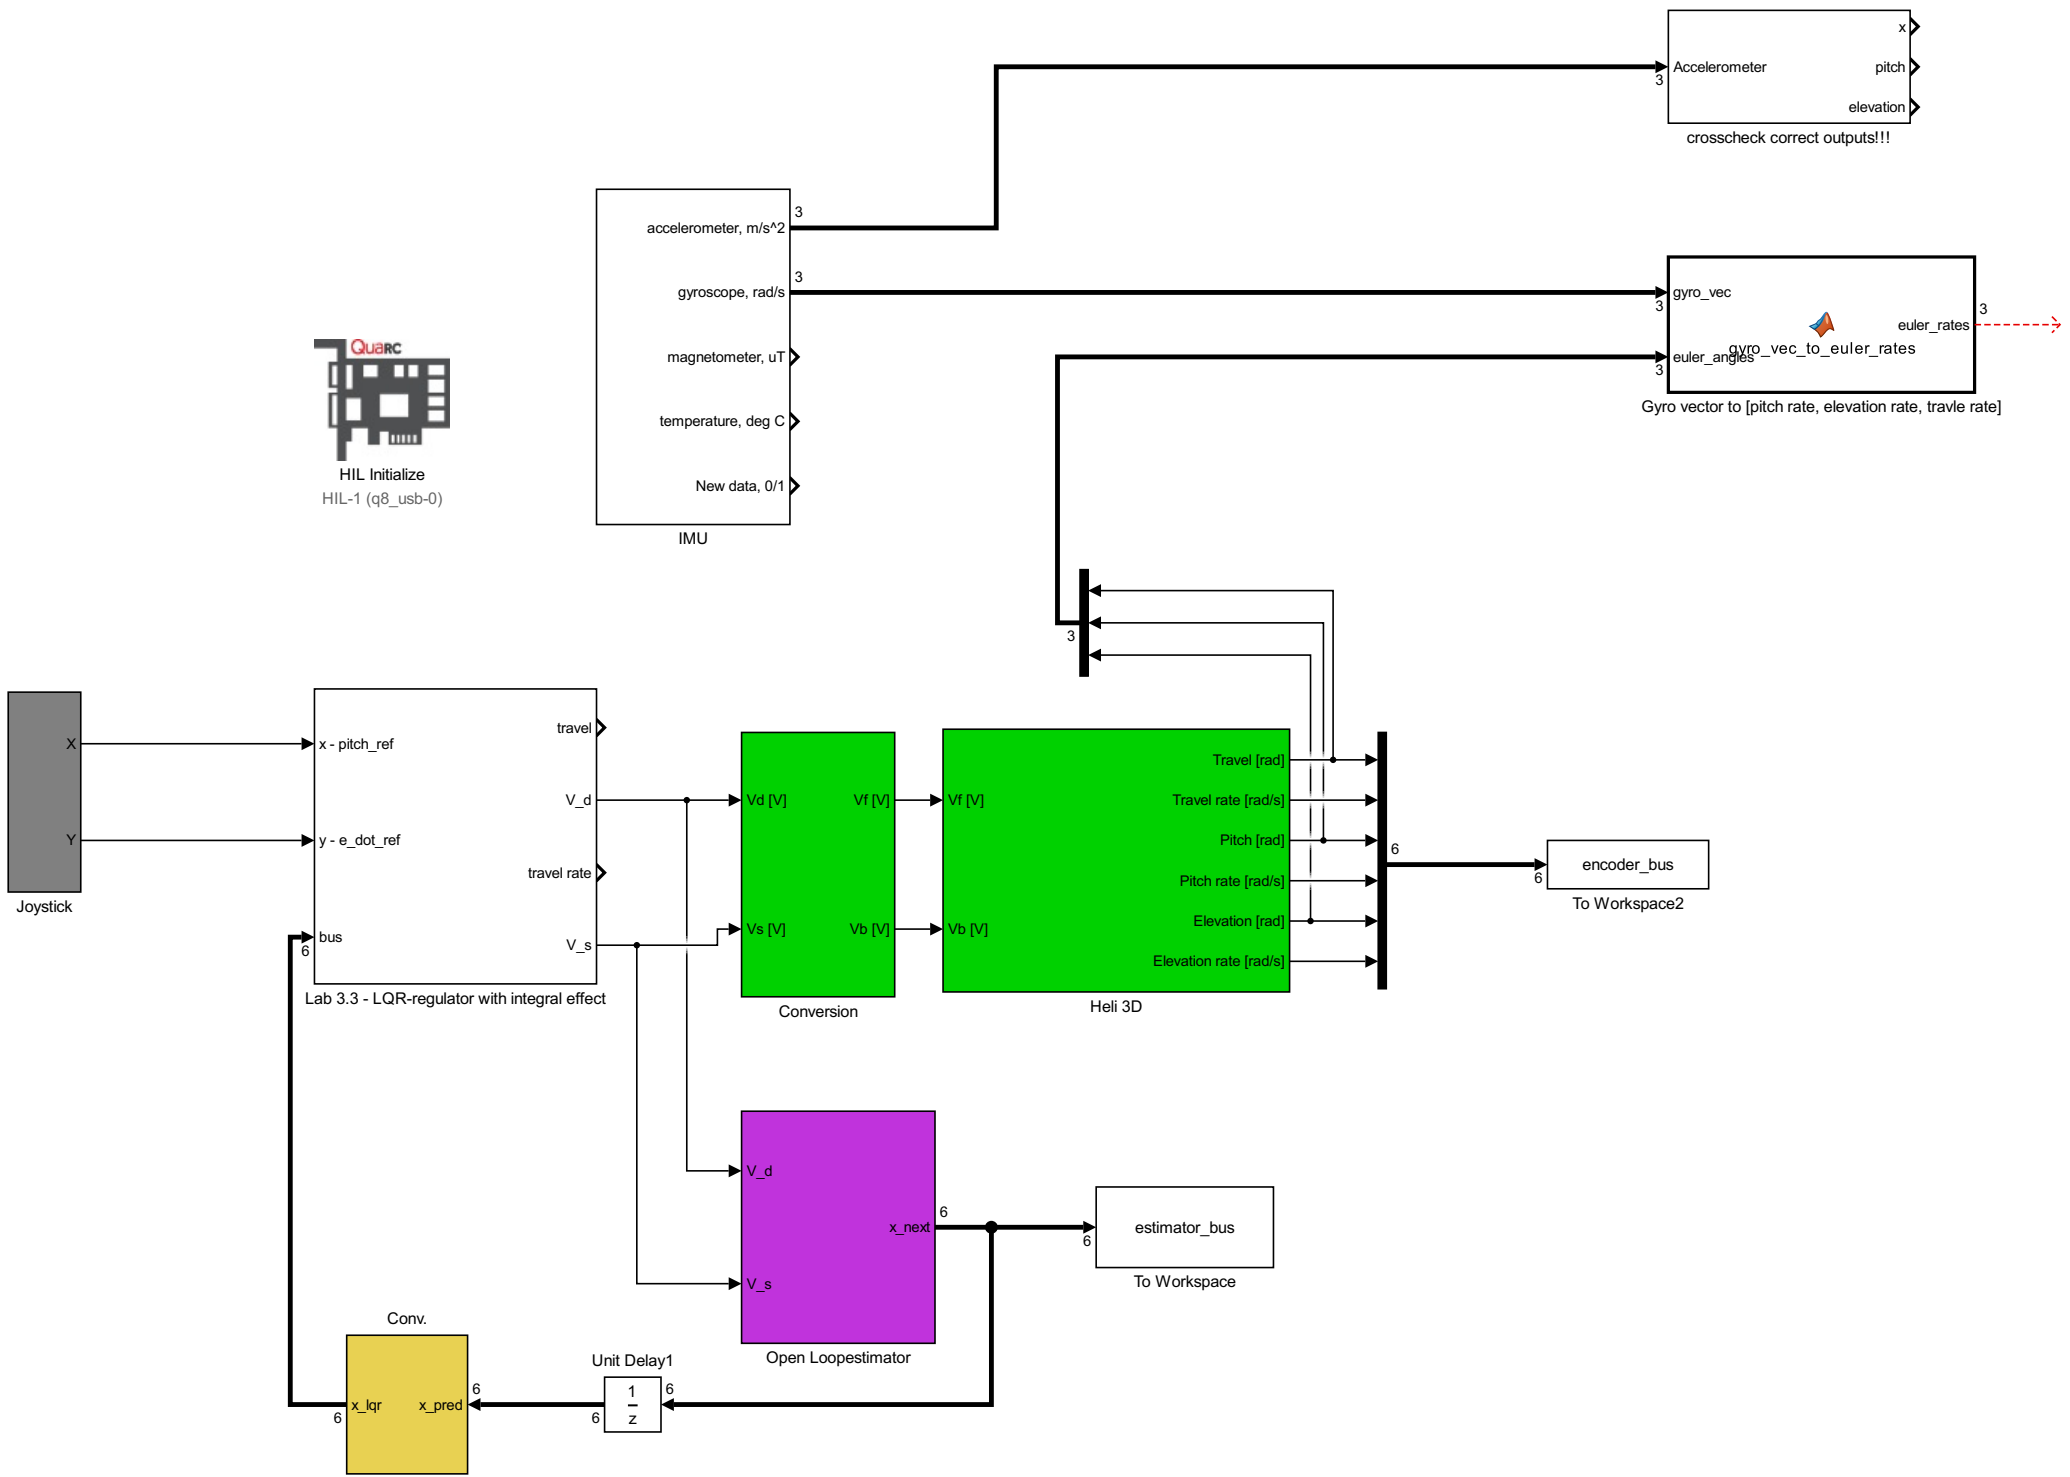 x
Accelerometer
pitch
3
elevation
crosscheck correct outputs!!!
3
accelerometer, m/s^2
3
gyroscope, rad/s
gyro_vec
3
3
euler_rates
magnetometer, uT
euler_angles
gyro_vec_to_euler_rates
3
Gyro vector to [pitch rate, elevation rate, travle rate]
temperature, deg C
New data, 0/1
IMU
QUARC
HIL Initialize
HIL-1 (q8_usb-0)
3
X
Y
Joystick
x - pitch_ref
y - e_dot_ref
bus
6
travel
V_d
travel rate
V_s
Lab 3.3 - LQR-regulator with integral effect
Vd [V]
Vf [V]
Vs [V]
Vb [V]
Conversion
Vf [V]
Vb [V]
Travel [rad]
Travel rate [rad/s]
Pitch [rad]
Pitch rate [rad/s]
Elevation [rad]
Elevation rate [rad/s]
Heli 3D
6
encoder_bus
6
To Workspace2
V_d
x_next
6
V_s
Open Loopestimator
estimator_bus
6
To Workspace
Conv.
x_lqr
x_pred
6
6
Unit Delay1
1
z
6
6